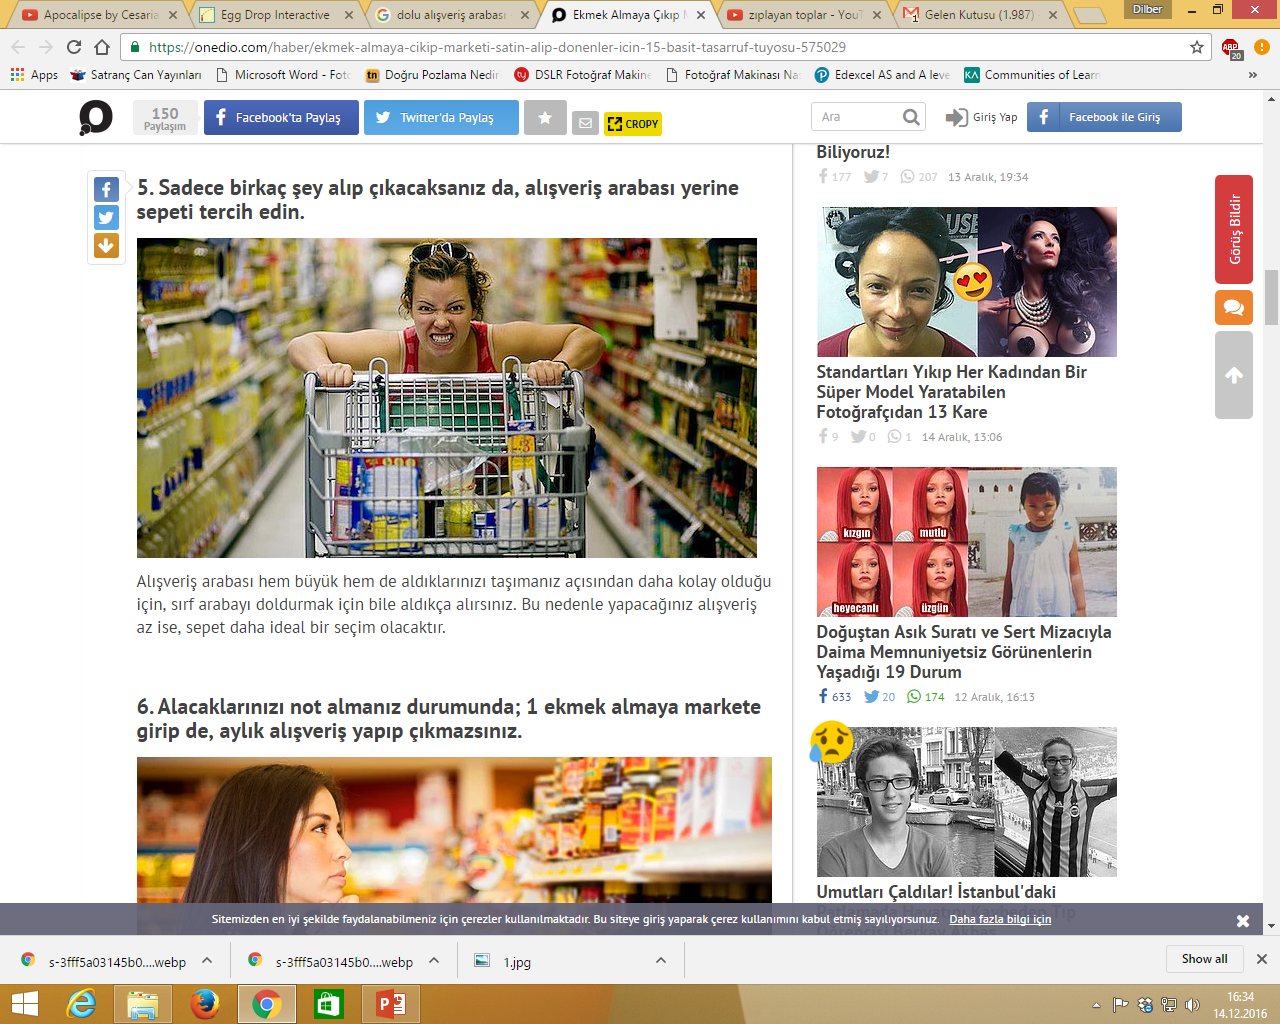 Apocalipse by Cesaria
Egg Drop Interactive
dolu alışveriş arabası
Ekmek Almaya Çıkıp M
zıplayan toplar - YouT
Gelen Kutusu (1.987) -
Dilber
https://onedio.com/haber/ekmek-almaya-cikip-marketi-satin-alip-donenler-icin-15-basit-tasarruf-tuyosu-575029
ABP
20
Apps
Satranç Can Yayınları
Microsoft Word - Foto
Doğru Pozlama Nedir
DSLR Fotoğraf Makine
Fotoğraf Makinası Na
Edexcel AS and A leve
Communities of Learn
»
150
Paylaşım
Facebook'ta Paylaş
Twitter'da Paylaş
CROPY
Ara
Giriş Yap
Facebook ile Giriş
5. Sadece birkaç şey alıp çıkacaksanız da, alışveriş arabası yerine
sepeti tercih edin.
Alışveriş arabası hem büyük hem de aldıklarınızı taşımanız açısından daha kolay olduğu
için, sırf arabayı doldurmak için bile aldıkça alırsınız. Bu nedenle yapacağınız alışveriş
az ise, sepet daha ideal bir seçim olacaktır.
6. Alacaklarınızı not almanız durumunda; 1 ekmek almaya markete
girip de, aylık alışveriş yapıp çıkmazsınız.
Biliyoruz!
177 7 207 13 Aralık, 19:34
Standartları Yıkıp Her Kadından Bir
Süper Model Yaratabilen
Fotoğrafçıdan 13 Kare
9 0 1 14 Aralık, 13:06
kızgın
mutlu
heyecanlı
üzgün
Doğuştan Asık Suratı ve Sert Mizacıyla
Daima Memnuniyetsiz Görünenlerin
Yaşadığı 19 Durum
633 20 174 12 Aralık, 16:13
Umutları Çaldılar! İstanbul'daki
Görüş Bildir
Sitemizden en iyi şekilde faydalanabilmeniz için çerezler kullanılmaktadır. Bu siteye giriş yaparak çerez kullanımını kabul etmiş sayılıyorsunuz. Daha fazla bilgi için
s-3fff5a03145b0....webp
s-3fff5a03145b0....webp
1.jpg
Show all
16:34
14.12.2016